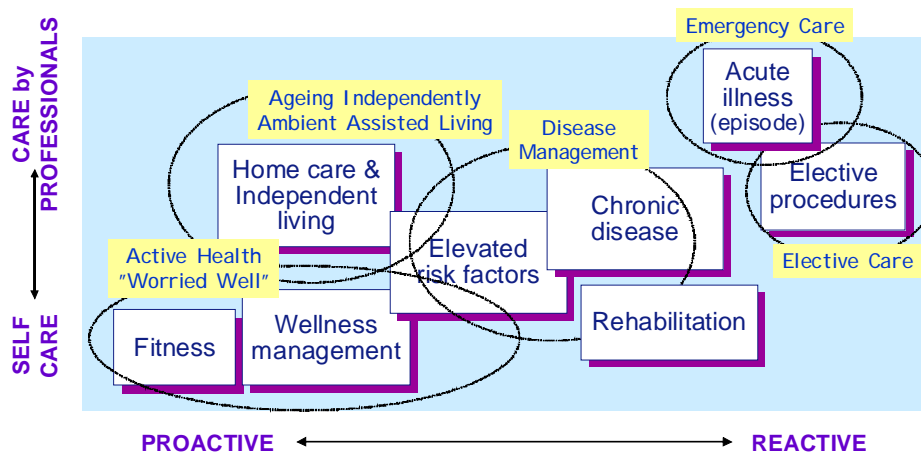 CARE by
PROFESSIONALS
SELF
CARE
Emergency Care
Acute
illness
(episode)
Ageing Independently
Ambient Assisted Living
Disease
Management
Home care &
Independent
living
Elective
procedures
Chronic
disease
Elevated
risk factors
Active Health
"Worried Well"
Elective Care
Fitness
Wellness
management
Rehabilitation
PROACTIVE
REACTIVE